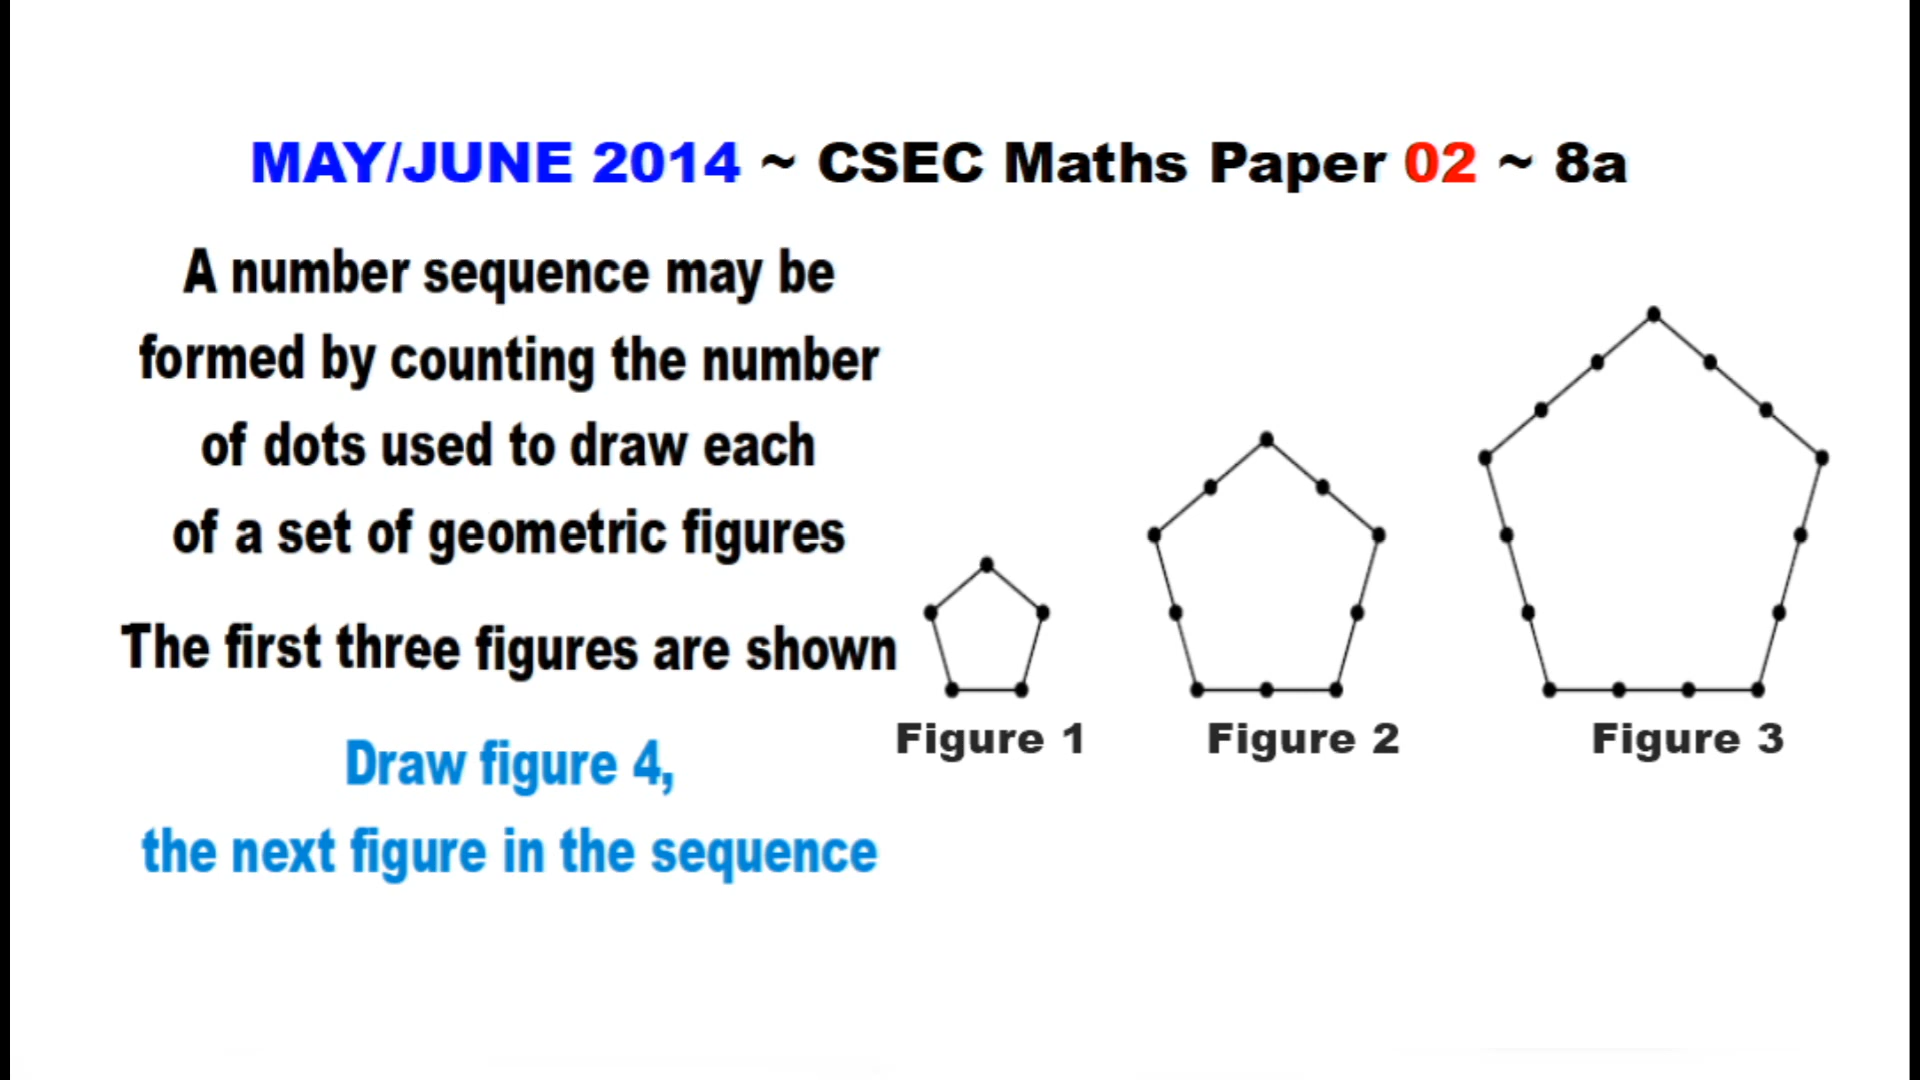 MAY/JUNE 2014 ~ CSEC Maths Paper 02 ~ 8a
A number sequence may be
formed by counting the number
of dots used to draw each
of a set of geometric figures
The first three figures are shown
Draw figure 4,
the next figure in the sequence
Figure 1
Figure 2
Figure 3